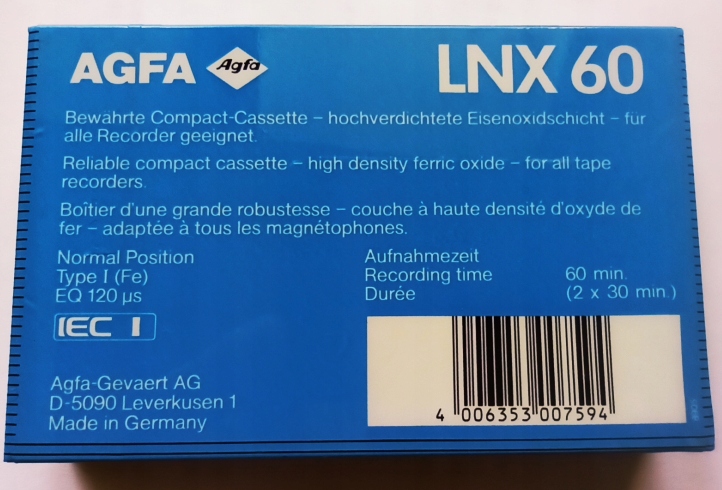 AGFA Agfa LNX 60
Bewährte Compact-Cassette – hochverdichtete Eisenoxidschicht – für
alle Recorder geeignet.
Reliable compact cassette – high density ferric oxide – for all tape
recorders.
Boîtier d'une grande robustesse – couche à haute densité d'oxyde de
fer – adaptée à tous les magnétophones.
Normal Position
Type I (Fe)
EQ 120 µs
IEC I
Aufnahmezeit
Recording time 60 min.
Durée (2 x 30 min.)
Agfa-Gevaert AG
D-5090 Leverkusen 1
Made in Germany
4 006353 007594